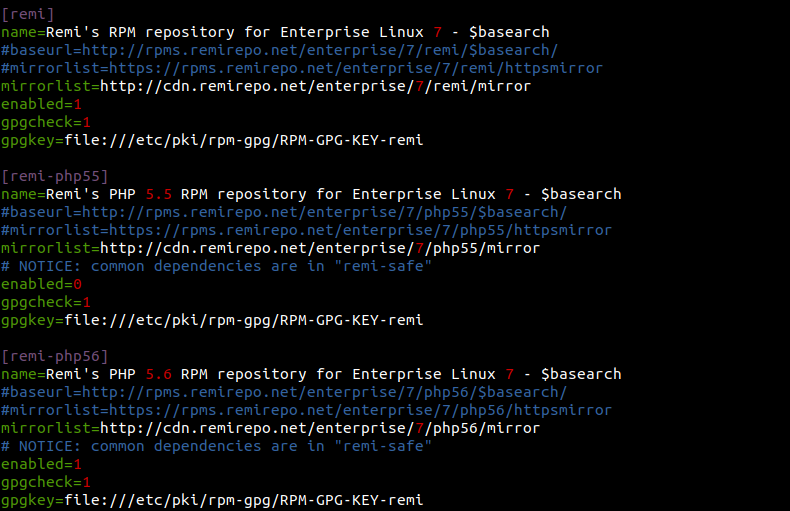 [remi]
name=Remi's RPM repository for Enterprise Linux 7 - $basearch
#baseurl=http://rpms.remirepo.net/enterprise/7/remi/$basearch/
#mirrorlist=https://rpms.remirepo.net/enterprise/7/remi/httpsmirror
mirrorlist=http://cdn.remirepo.net/enterprise/7/remi/mirror
enabled=1
gpgcheck=1
gpgkey=file:///etc/pki/rpm-gpg/RPM-GPG-KEY-remi

[remi-php55]
name=Remi's PHP 5.5 RPM repository for Enterprise Linux 7 - $basearch
#baseurl=http://rpms.remirepo.net/enterprise/7/php55/$basearch/
#mirrorlist=https://rpms.remirepo.net/enterprise/7/php55/httpsmirror
mirrorlist=http://cdn.remirepo.net/enterprise/7/php55/mirror
# NOTICE: common dependencies are in "remi-safe"
enabled=0
gpgcheck=1
gpgkey=file:///etc/pki/rpm-gpg/RPM-GPG-KEY-remi

[remi-php56]
name=Remi's PHP 5.6 RPM repository for Enterprise Linux 7 - $basearch
#baseurl=http://rpms.remirepo.net/enterprise/7/php56/$basearch/
#mirrorlist=https://rpms.remirepo.net/enterprise/7/php56/httpsmirror
mirrorlist=http://cdn.remirepo.net/enterprise/7/php56/mirror
# NOTICE: common dependencies are in "remi-safe"
enabled=1
gpgcheck=1
gpgkey=file:///etc/pki/rpm-gpg/RPM-GPG-KEY-remi